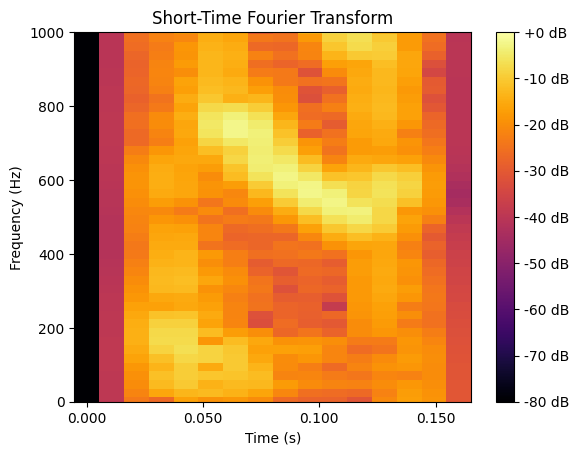 Short-Time Fourier Transform
1000
800
600
400
200
0
Frequency (Hz)
0.000
0.050
0.100
0.150
Time (s)
+0 dB
-10 dB
-20 dB
-30 dB
-40 dB
-50 dB
-60 dB
-70 dB
-80 dB